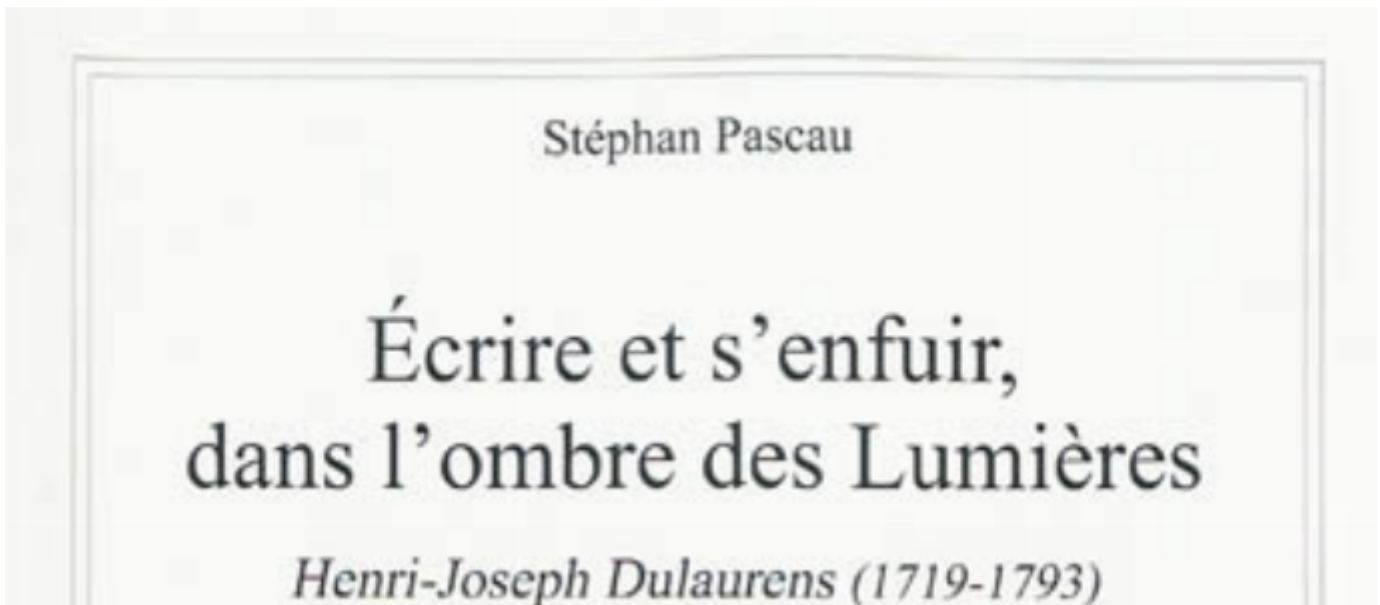 Stéphan Pascau
Écrire et s’enfuir,
dans l’ombre des Lumières
Henri-Joseph Dulaurens (1719-1793)